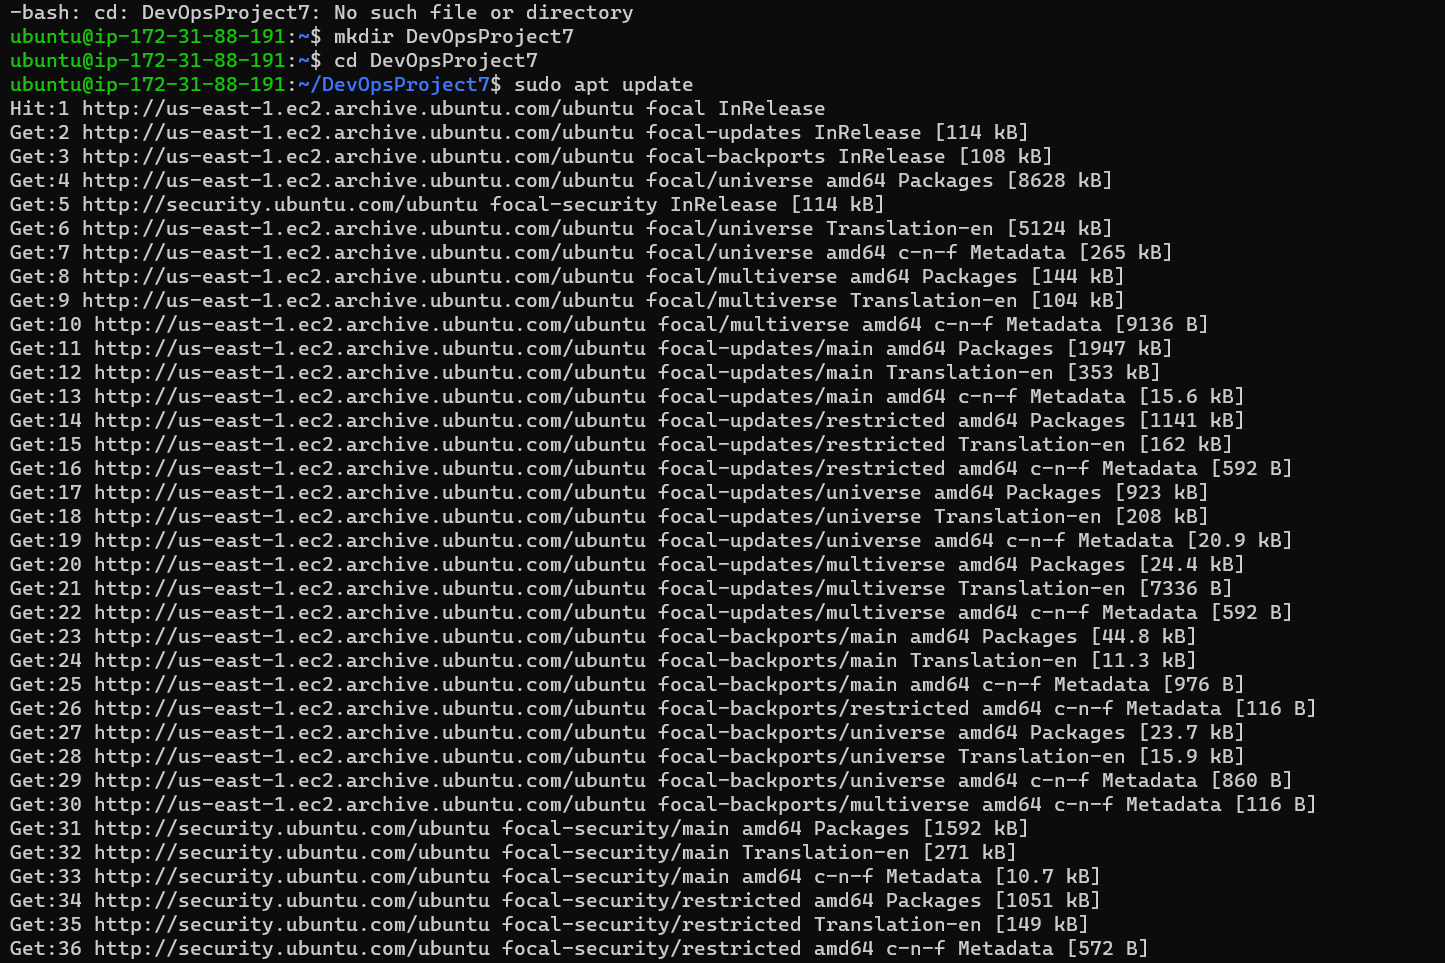 -bash: cd: DevOpsProject7: No such file or directory
ubuntu@ip-172-31-88-191:~$ mkdir DevOpsProject7
ubuntu@ip-172-31-88-191:~$ cd DevOpsProject7
ubuntu@ip-172-31-88-191:~/DevOpsProject7$ sudo apt update
Hit:1 http://us-east-1.ec2.archive.ubuntu.com/ubuntu focal InRelease
Get:2 http://us-east-1.ec2.archive.ubuntu.com/ubuntu focal-updates InRelease [114 kB]
Get:3 http://us-east-1.ec2.archive.ubuntu.com/ubuntu focal-backports InRelease [108 kB]
Get:4 http://us-east-1.ec2.archive.ubuntu.com/ubuntu focal/universe amd64 Packages [8628 kB]
Get:5 http://security.ubuntu.com/ubuntu focal-security InRelease [114 kB]
Get:6 http://us-east-1.ec2.archive.ubuntu.com/ubuntu focal/universe Translation-en [5124 kB]
Get:7 http://us-east-1.ec2.archive.ubuntu.com/ubuntu focal/universe amd64 c-n-f Metadata [265 kB]
Get:8 http://us-east-1.ec2.archive.ubuntu.com/ubuntu focal/multiverse amd64 Packages [144 kB]
Get:9 http://us-east-1.ec2.archive.ubuntu.com/ubuntu focal/multiverse Translation-en [104 kB]
Get:10 http://us-east-1.ec2.archive.ubuntu.com/ubuntu focal/multiverse amd64 c-n-f Metadata [9136 B]
Get:11 http://us-east-1.ec2.archive.ubuntu.com/ubuntu focal-updates/main amd64 Packages [1947 kB]
Get:12 http://us-east-1.ec2.archive.ubuntu.com/ubuntu focal-updates/main Translation-en [353 kB]
Get:13 http://us-east-1.ec2.archive.ubuntu.com/ubuntu focal-updates/main amd64 c-n-f Metadata [15.6 kB]
Get:14 http://us-east-1.ec2.archive.ubuntu.com/ubuntu focal-updates/restricted amd64 Packages [1141 kB]
Get:15 http://us-east-1.ec2.archive.ubuntu.com/ubuntu focal-updates/restricted Translation-en [162 kB]
Get:16 http://us-east-1.ec2.archive.ubuntu.com/ubuntu focal-updates/restricted amd64 c-n-f Metadata [592 B]
Get:17 http://us-east-1.ec2.archive.ubuntu.com/ubuntu focal-updates/universe amd64 Packages [923 kB]
Get:18 http://us-east-1.ec2.archive.ubuntu.com/ubuntu focal-updates/universe Translation-en [208 kB]
Get:19 http://us-east-1.ec2.archive.ubuntu.com/ubuntu focal-updates/universe amd64 c-n-f Metadata [20.9 kB]
Get:20 http://us-east-1.ec2.archive.ubuntu.com/ubuntu focal-updates/multiverse amd64 Packages [24.4 kB]
Get:21 http://us-east-1.ec2.archive.ubuntu.com/ubuntu focal-updates/multiverse Translation-en [7336 B]
Get:22 http://us-east-1.ec2.archive.ubuntu.com/ubuntu focal-updates/multiverse amd64 c-n-f Metadata [592 B]
Get:23 http://us-east-1.ec2.archive.ubuntu.com/ubuntu focal-backports/main amd64 Packages [44.8 kB]
Get:24 http://us-east-1.ec2.archive.ubuntu.com/ubuntu focal-backports/main Translation-en [11.3 kB]
Get:25 http://us-east-1.ec2.archive.ubuntu.com/ubuntu focal-backports/main amd64 c-n-f Metadata [976 B]
Get:26 http://us-east-1.ec2.archive.ubuntu.com/ubuntu focal-backports/restricted amd64 c-n-f Metadata [116 B]
Get:27 http://us-east-1.ec2.archive.ubuntu.com/ubuntu focal-backports/universe amd64 Packages [23.7 kB]
Get:28 http://us-east-1.ec2.archive.ubuntu.com/ubuntu focal-backports/universe Translation-en [15.9 kB]
Get:29 http://us-east-1.ec2.archive.ubuntu.com/ubuntu focal-backports/universe amd64 c-n-f Metadata [860 B]
Get:30 http://us-east-1.ec2.archive.ubuntu.com/ubuntu focal-backports/multiverse amd64 c-n-f Metadata [116 B]
Get:31 http://security.ubuntu.com/ubuntu focal-security/main amd64 Packages [1592 kB]
Get:32 http://security.ubuntu.com/ubuntu focal-security/main Translation-en [271 kB]
Get:33 http://security.ubuntu.com/ubuntu focal-security/main amd64 c-n-f Metadata [10.7 kB]
Get:34 http://security.ubuntu.com/ubuntu focal-security/restricted amd64 Packages [1051 kB]
Get:35 http://security.ubuntu.com/ubuntu focal-security/restricted Translation-en [149 kB]
Get:36 http://security.ubuntu.com/ubuntu focal-security/restricted amd64 c-n-f Metadata [572 B]